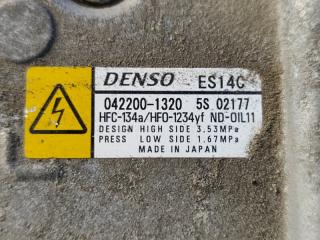 DENSO ES14C
042200-1320 5S 02177
HFC-134a/HFO-1234yf ND-OIL11
DESIGN HIGH SIDE 3.53MPa
PRESS LOW SIDE 1.67MPa
MADE IN JAPAN